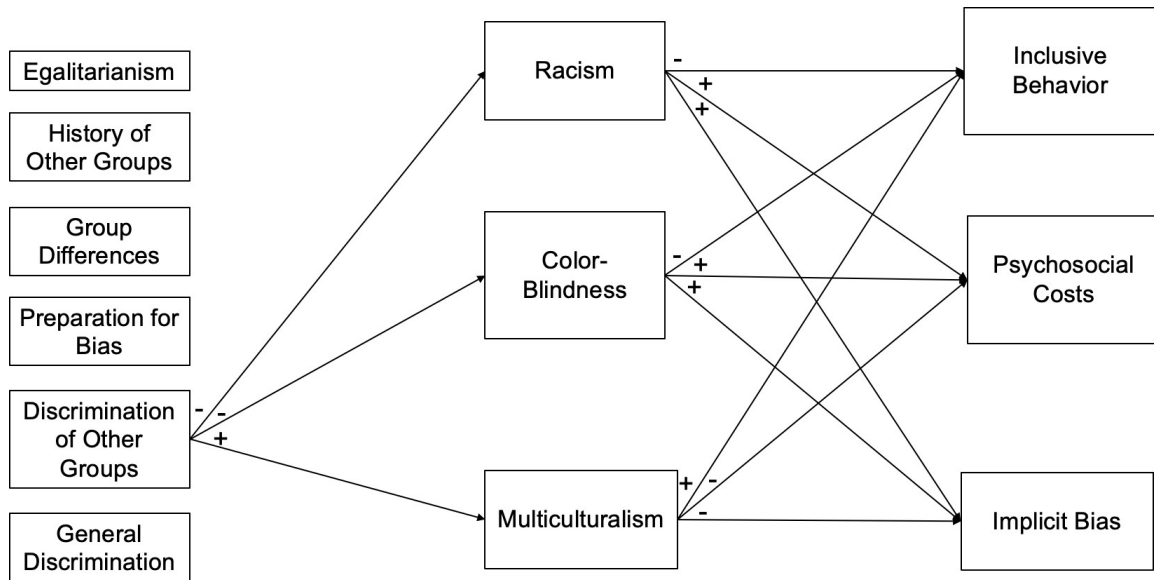 Egalitarianism
History of
Other Groups
Group
Differences
Preparation for
Bias
Discrimination
of Other
Groups
General
Discrimination
- -
+
Racism
-
+
+
Color-
Blindness
- +
+
Multiculturalism
+ -
-
Inclusive
Behavior
Psychosocial
Costs
Implicit Bias